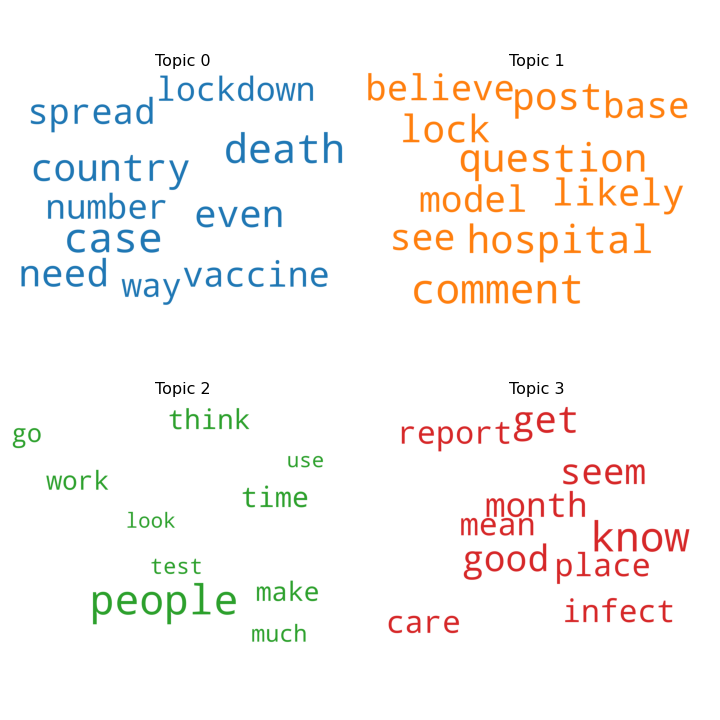 Topic 0
lockdown
spread
death
country
number
even
case
need
way
vaccine
Topic 1
believe
post
base
lock
question
model
likely
see
hospital
comment
Topic 2
think
go
use
work
time
look
test
people
make
much
Topic 3
get
report
seem
month
mean
know
good
place
infect
care